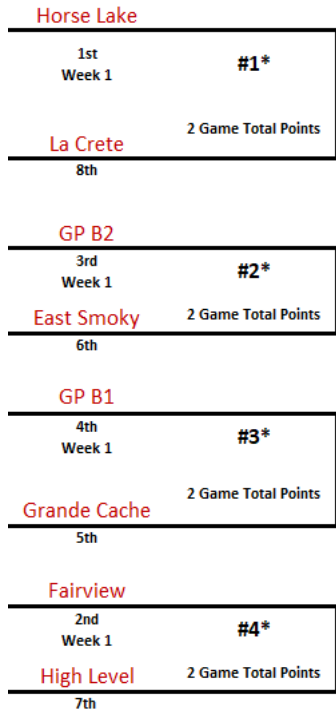 Horse Lake
1st
Week 1
#1*
2 Game Total Points
La Crete
8th
GP B2
3rd
Week 1
#2*
East Smoky
2 Game Total Points
6th
GP B1
4th
Week 1
#3*
2 Game Total Points
Grande Cache
5th
Fairview
2nd
Week 1
#4*
High Level
2 Game Total Points
7th